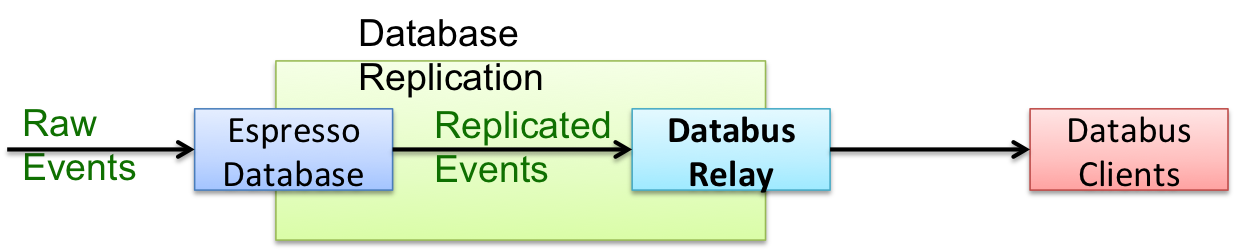 Database
Replication
Raw
Events
Espresso
Database
Replicated
Events
Databus
Relay
Databus
Clients